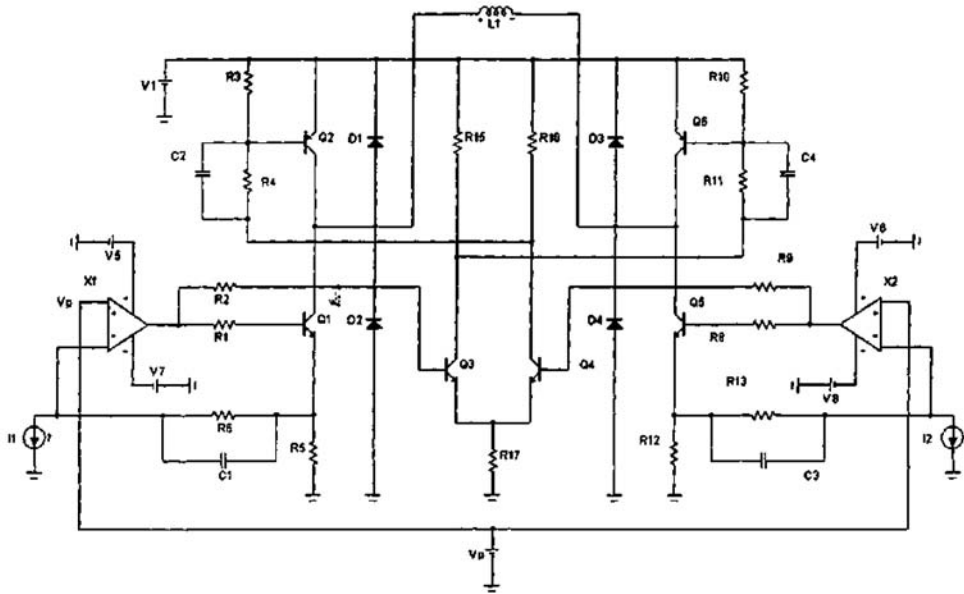 L1
V1
R3
R10
Q2
D1
R15
R16
D3
Q6
C2
R4
R11
C4
V5
V6
X1
R9
X2
Vp
R2
Q1
D2
D4
Q5
R1
R8
Q3
Q4
V7
R13
V8
I1
R6
R5
R17
R12
I2
C1
C3
Vp